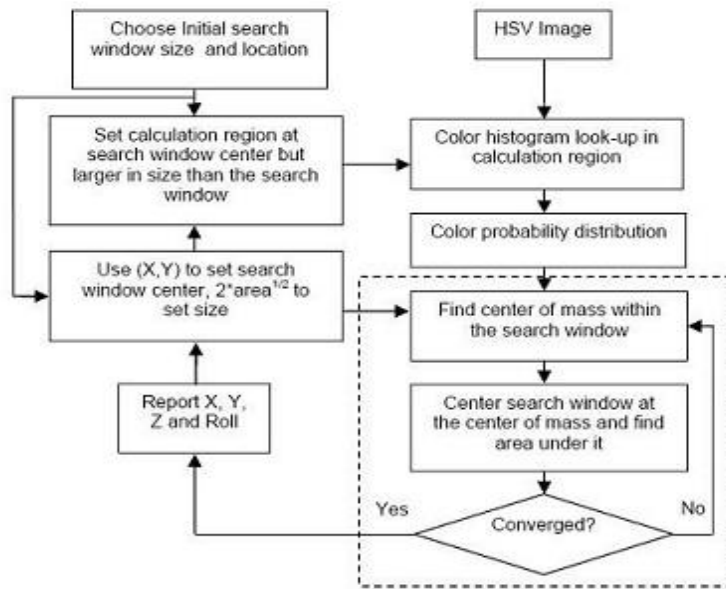 Choose Initial search
window size and location
HSV Image
Set calculation region at
search window center but
larger in size than the search
window
Color histogram look-up in
calculation region
Color probability distribution
Use (X,Y) to set search
window center, 2*area^1/2 to
set size
Find center of mass within
the search window
Report X, Y,
Z and Roll
Center search window at
the center of mass and find
area under it
Yes
Converged?
No